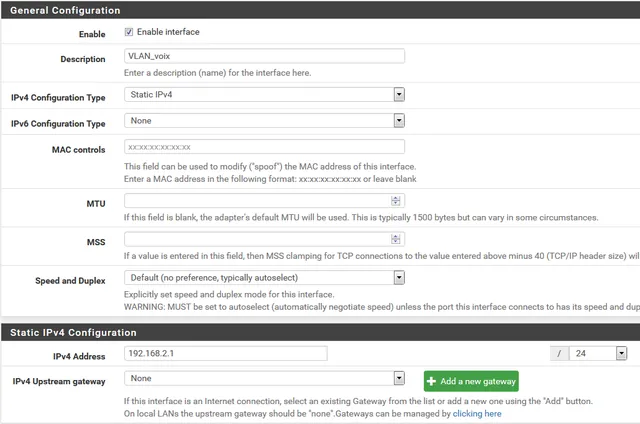 General Configuration
Enable Enable interface
Description VLAN_voix
Enter a description (name) for the interface here.
IPv4 Configuration Type Static IPv4
IPv6 Configuration Type None
MAC controls xx:xx:xx:xx:xx:xx
This field can be used to modify ("spoof") the MAC address of this interface.
Enter a MAC address in the following format: xx:xx:xx:xx:xx:xx or leave blank
MTU
If this field is blank, the adapter's default MTU will be used. This is typically 1500 bytes but can vary in some circumstances.
MSS
If a value is entered in this field, then MSS clamping for TCP connections to the value entered above minus 40 (TCP/IP header size) wil
Speed and Duplex Default (no preference, typically autoselect)
Explicitly set speed and duplex mode for this interface.
WARNING: MUST be set to autoselect (automatically negotiate speed) unless the port this interface connects to has its speed and dup
Static IPv4 Configuration
IPv4 Address 192.168.2.1 / 24
IPv4 Upstream gateway None Add a new gateway
If this interface is an Internet connection, select an existing Gateway from the list or add a new one using the "Add" button.
On local LANs the upstream gateway should be "none".Gateways can be managed by clicking here